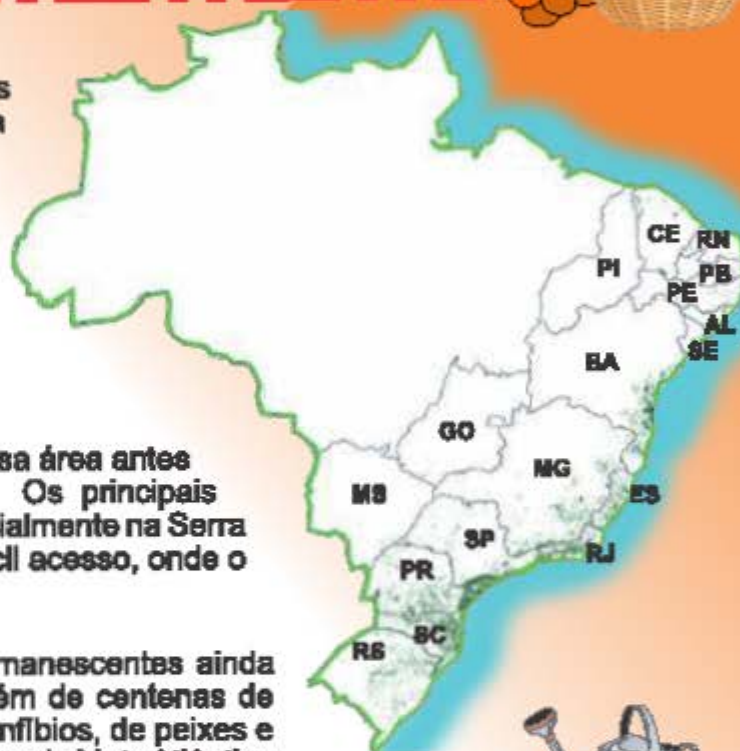 s
a
CE
RN
PI
PB
PE
AL
SE
BA
GO
MG
MS
ES
SP
RJ
PR
SC
RS
sa área antes
Os principais
cialmente na Serra
cil acesso, onde o
manescentes ainda
ém de centenas de
nfíbios, de peixes e